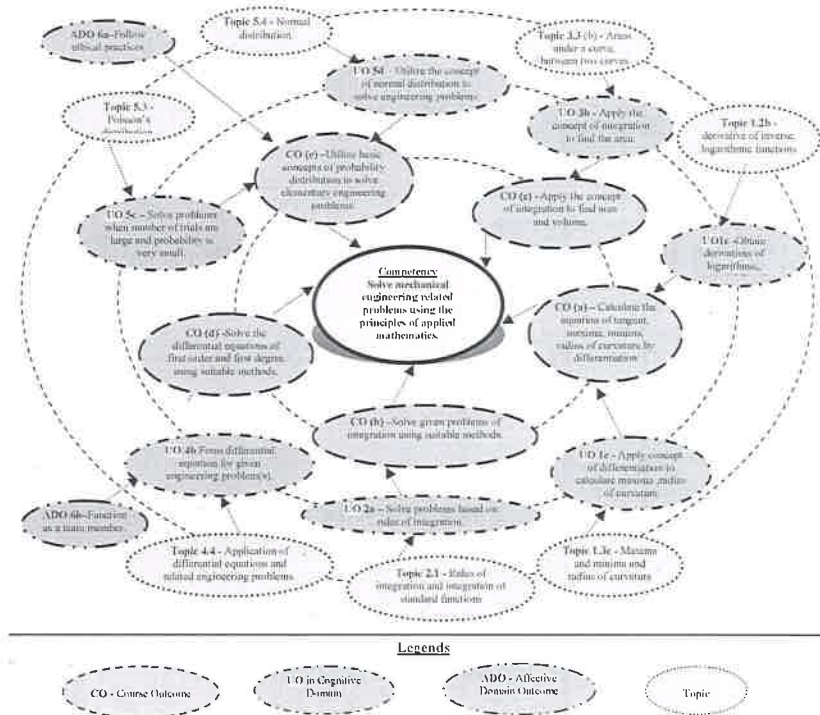 ADO 6a–Follow
ethical practices
Topic 5.4 - Normal
distribution
Topic 3.3 (b) - Areas
under a curve,
between two curves
Topic 5.3 -
Poisson's
distribution
UO 5d - Utilize the concept
of normal distribution to
solve engineering problems
UO 3b - Apply the
concept of integration
to find the area.
Topic 1.2b -
derivative of inverse,
logarithmic functions
CO (e) –Utilize basic
concepts of probability
distribution to solve
elementary engineering
problems.
UO 5c – Solve problems
when number of trials are
large and probability is
very small.
CO (c) - Apply the concept
of integration to find area
and volume.
UO1c -Obtain
derivatives of
logarithmic,
Competency
Solve mechanical
engineering related
problems using the
principles of applied
mathematics.
CO (d) -Solve the
differential equations of
first order and first degree
using suitable methods.
CO (a) – Calculate the
equation of tangent,
maxima, minima,
radius of curvature by
differentiation
CO (b) –Solve given problems of
integration using suitable methods.
UO 4b Form differential
equation for given
engineering problem(s).
UO 1e - Apply concept
of differentiation to
calculate maxima ,radius
of curvature
ADO 6b–Function
as a team member.
UO 2a – Solve problems based on
rules of integration.
Topic 4.4 - Application of
differential equations and
related engineering problems.
Topic 2.1 - Rules of
integration and integration of
standard functions
Topic 1.3c - Maxima
and minima and
radius of curvature
Legends
CO - Course Outcome
UO in Cognitive
Domain
ADO - Affective
Domain Outcome
Topic